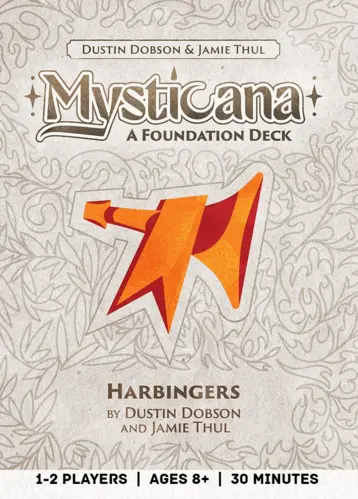 Dustin Dobson & Jamie Thul
Mysticana
A Foundation Deck
Harbingers
by Dustin Dobson
and Jamie Thul
1-2 PLAYERS | AGES 8+ | 30 MINUTES